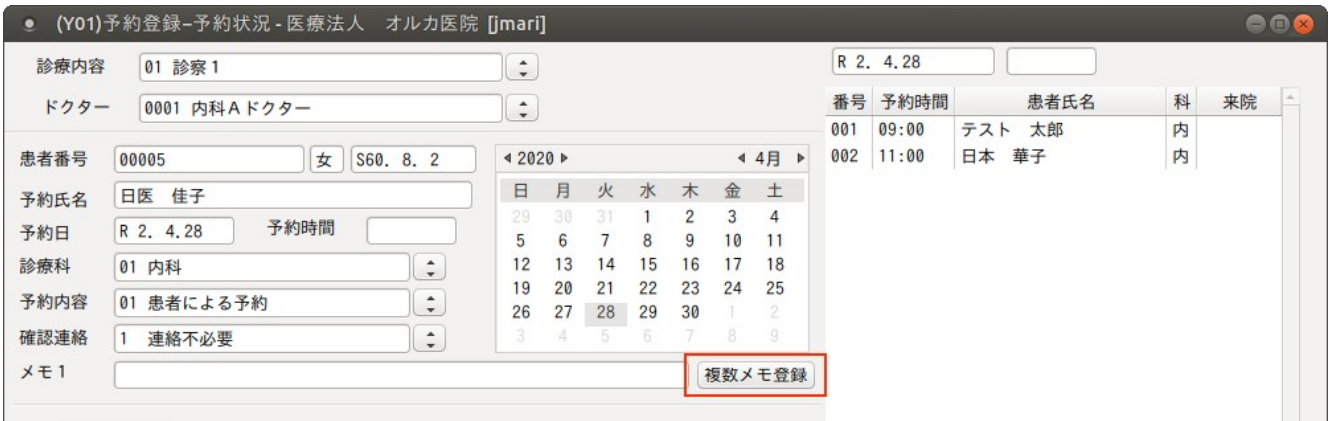 (Y01)予約登録−予約状況 - 医療法人　オルカ医院 [jmari]
診療内容 01 診察１
ドクター 0001 内科Ａドクター
患者番号 00005 女 S60. 8. 2
予約氏名 日医　佳子
予約日 R 2. 4.28 予約時間
診療科 01 内科
予約内容 01 患者による予約
確認連絡 1　連絡不必要
メモ１ 複数メモ登録
2020 4月
日 月 火 水 木 金 土
29 30 31 1 2 3 4
5 6 7 8 9 10 11
12 13 14 15 16 17 18
19 20 21 22 23 24 25
26 27 28 29 30 1 2
3 4 5 6 7 8 9
R 2. 4.28
番号 予約時間 患者氏名 科 来院
001 09:00 テスト　太郎 内
002 11:00 日本　華子 内